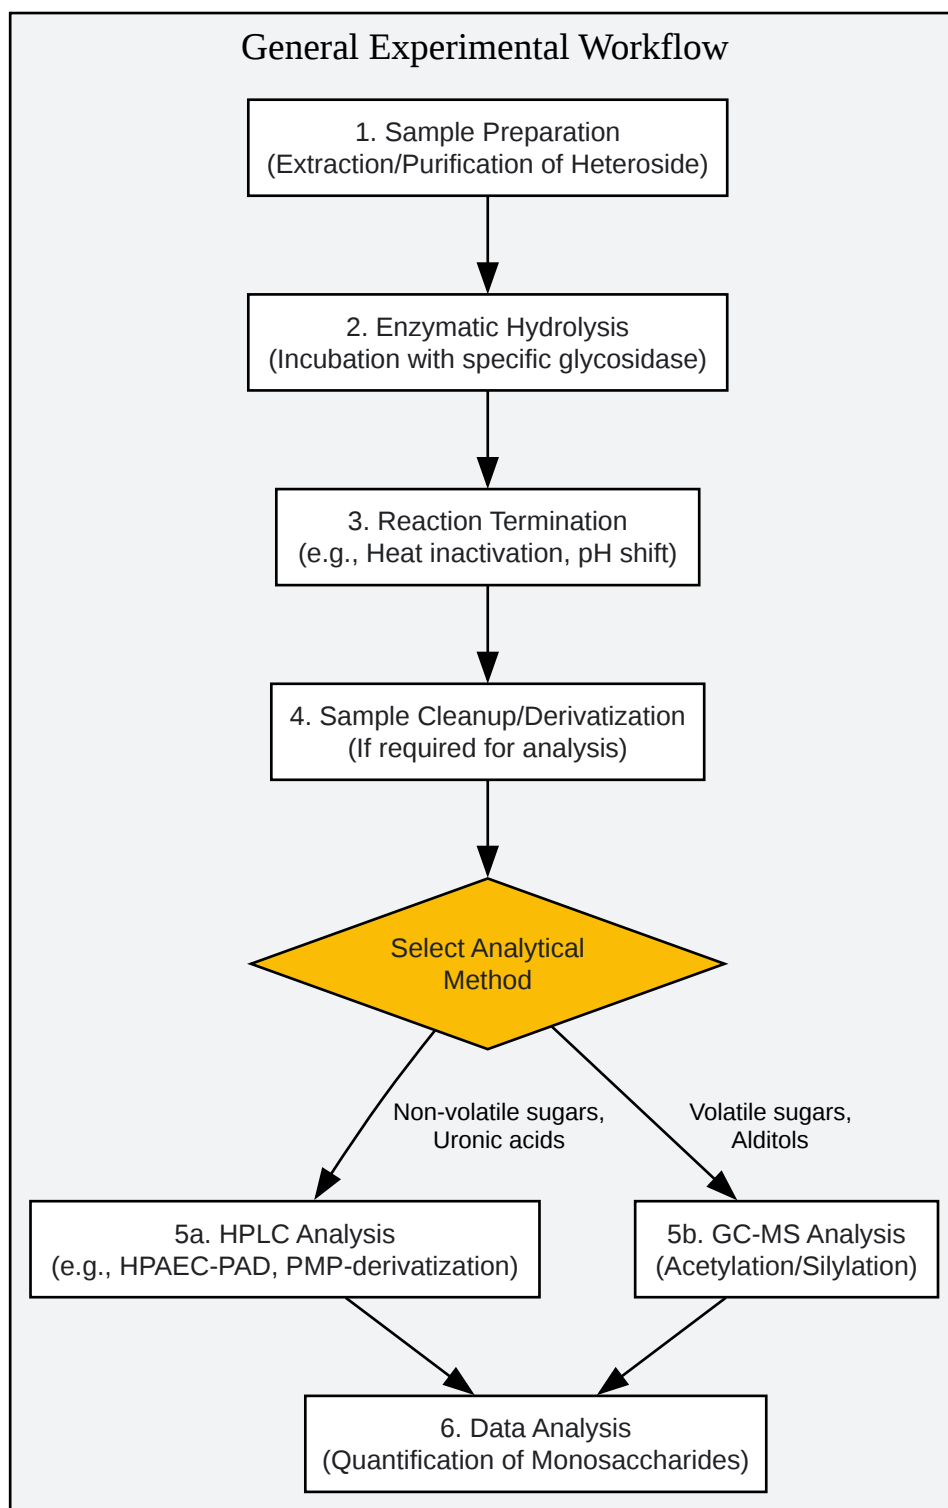 General Experimental Workflow
1. Sample Preparation
(Extraction/Purification of Heteroside)
2. Enzymatic Hydrolysis
(Incubation with specific glycosidase)
3. Reaction Termination
(e.g., Heat inactivation, pH shift)
4. Sample Cleanup/Derivatization
(If required for analysis)
Select Analytical
Method
Non-volatile sugars,
Uronic acids
Volatile sugars,
Alditols
5a. HPLC Analysis
(e.g., HPAEC-PAD, PMP-derivatization)
5b. GC-MS Analysis
(Acetylation/Silylation)
6. Data Analysis
(Quantification of Monosaccharides)